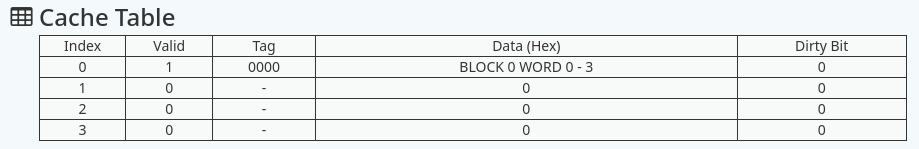 Cache Table
Index Valid Tag Data (Hex) Dirty Bit
0 1 0000 BLOCK 0 WORD 0 - 3 0
1 0 - 0 0
2 0 - 0 0
3 0 - 0 0